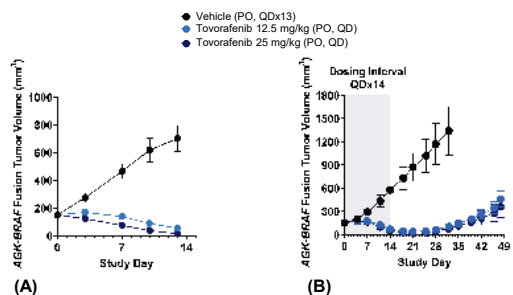 Vehicle (PO, QDx13)
Tovorafenib 12.5 mg/kg (PO, QD)
Tovorafenib 25 mg/kg (PO, QD)
AGK-BRAF Fusion Tumor Volume (mm³)
1000
800
600
400
200
0
0
7
14
Study Day
(A)
Dosing Interval
QDx14
AGK-BRAF Fusion Tumor Volume (mm³)
1800
1500
1200
900
600
300
0
0
7
14
21
28
35
42
49
Study Day
(B)